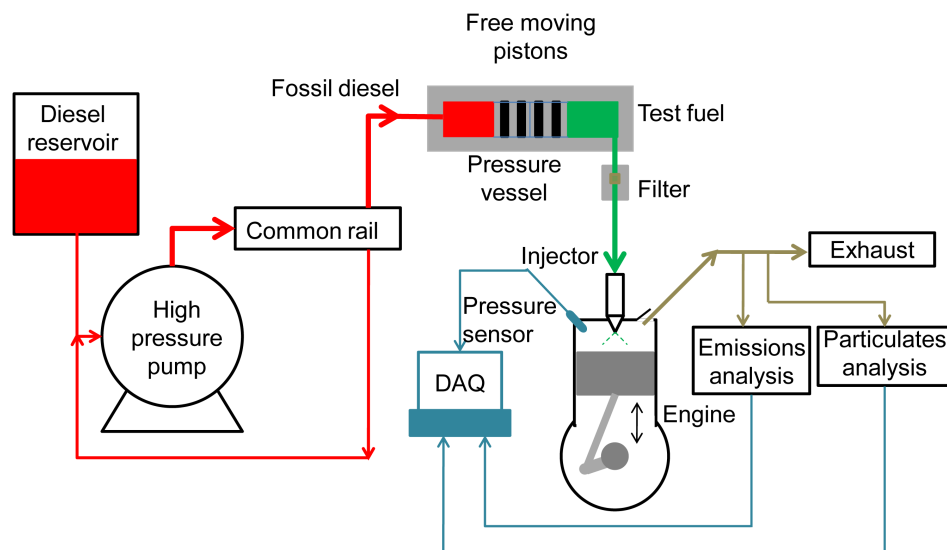 Free moving
pistons
Fossil diesel
Diesel
reservoir
Test fuel
Pressure
vessel
Filter
Common rail
Injector
Exhaust
High
pressure
pump
Pressure
sensor
DAQ
Emissions
analysis
Particulates
analysis
Engine